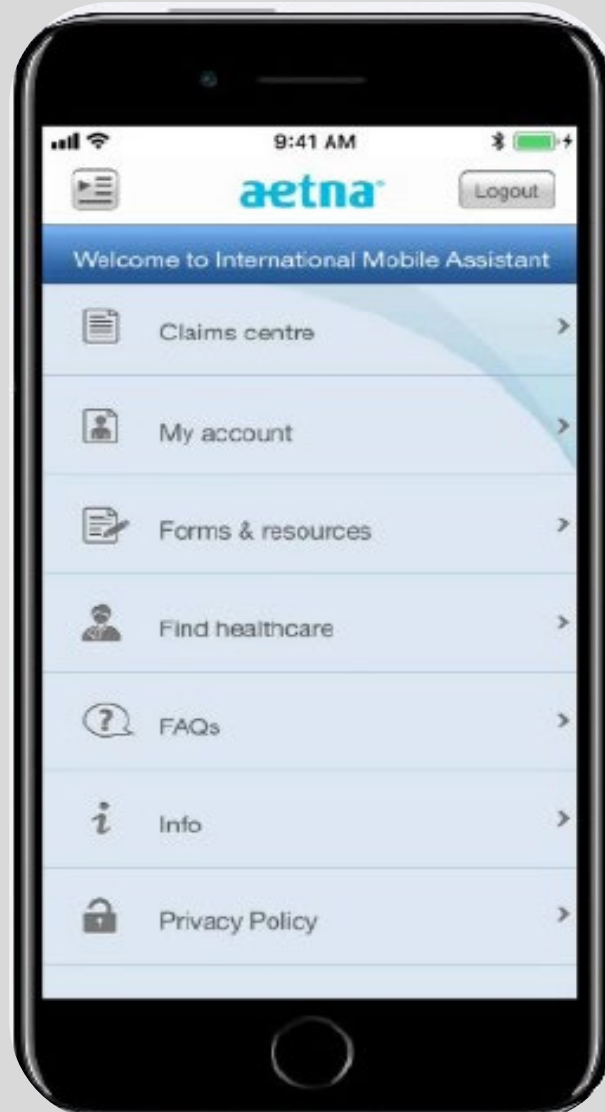 9:41 AM
aetna
Logout
Welcome to International Mobile Assistant
Claims centre
My account
Forms & resources
Find healthcare
FAQs
Info
Privacy Policy